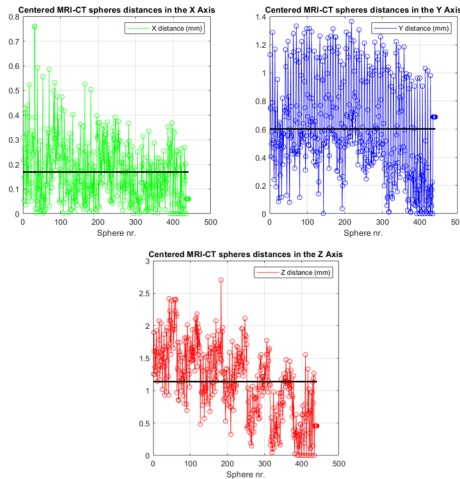 Centered MRI-CT spheres distances in the X Axis
0.8
0.7
0.6
0.5
0.4
0.3
0.2
0.1
0
X distance (mm)
0 100 200 300 400 500
Sphere nr.
Centered MRI-CT spheres distances in the Y Axis
1.4
1.2
1
0.8
0.6
0.4
0.2
0
Y distance (mm)
0 100 200 300 400 500
Sphere nr.
Centered MRI-CT spheres distances in the Z Axis
3
2.5
2
1.5
1
0.5
0
Z distance (mm)
0 100 200 300 400 500
Sphere nr.